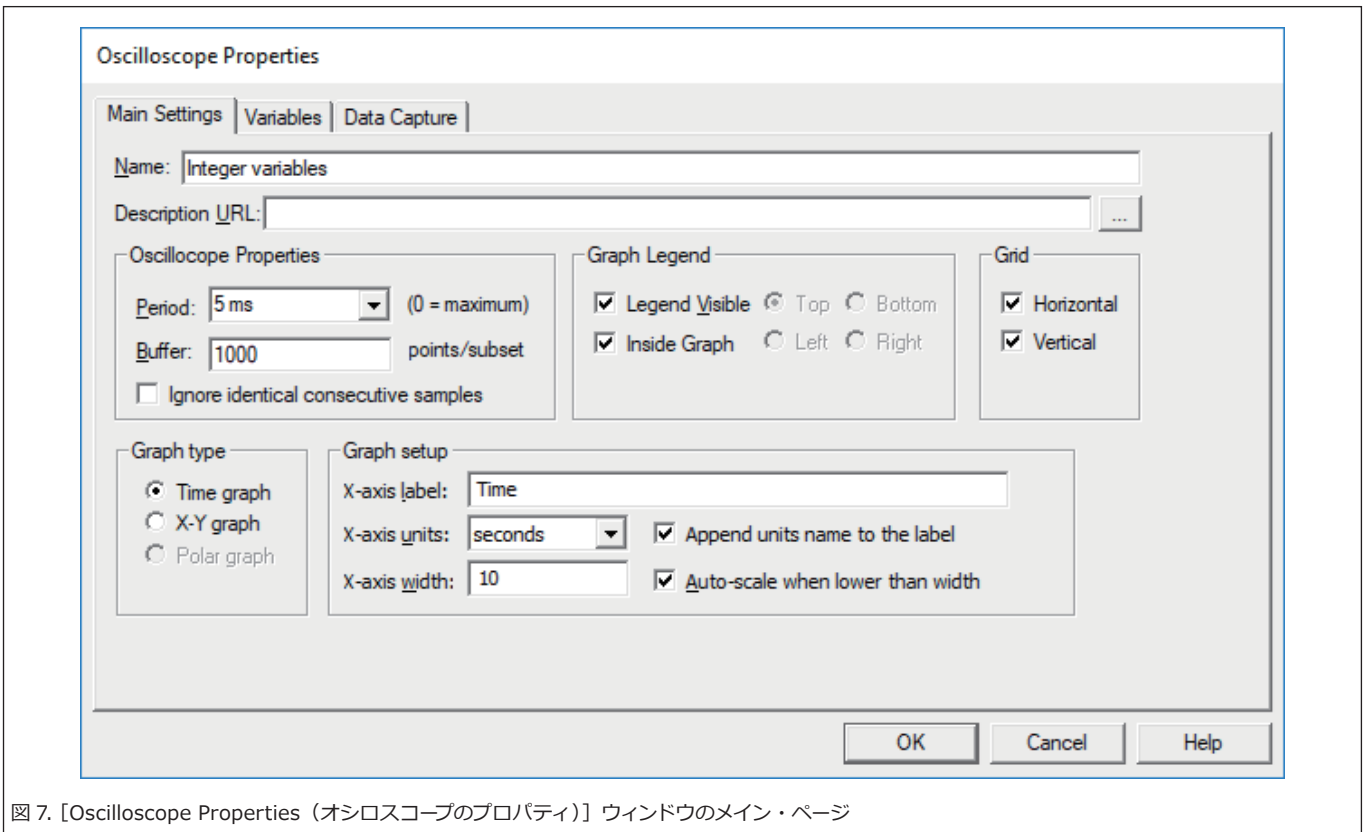 Oscilloscope Properties
Main Settings Variables Data Capture
Name: Integer variables
Description URL: ...
Oscillocope Properties
Period: 5 ms (0 = maximum)
Buffer: 1000 points/subset
Ignore identical consecutive samples
Graph Legend
Legend Visible Top Bottom
Inside Graph Left Right
Grid
Horizontal
Vertical
Graph type
Time graph
X-Y graph
Polar graph
Graph setup
X-axis label: Time
X-axis units: seconds Append units name to the label
X-axis width: 10 Auto-scale when lower than width
OK Cancel Help
図 7. [Oscilloscope Properties（オシロスコープのプロパティ）] ウィンドウのメイン・ページ